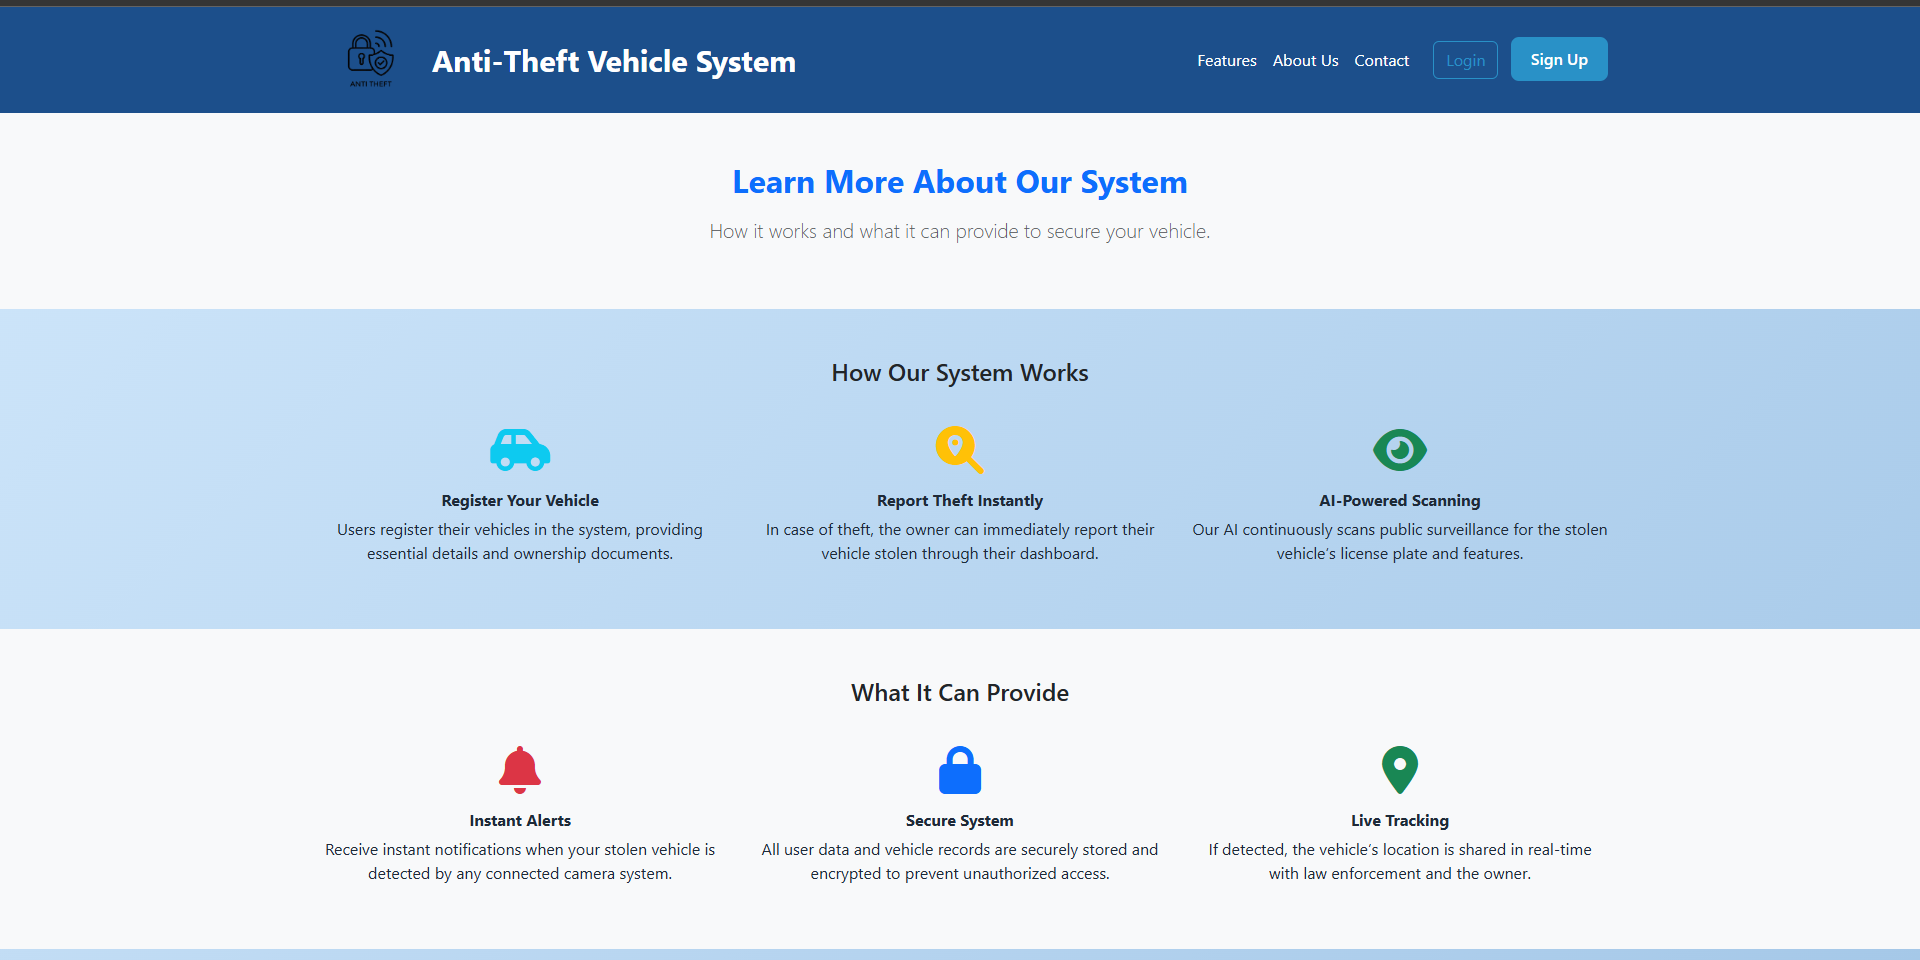 ANTI THEFT
Anti-Theft Vehicle System
Features About Us Contact Login Sign Up
Learn More About Our System
How it works and what it can provide to secure your vehicle.
How Our System Works
Register Your Vehicle
Users register their vehicles in the system, providing
essential details and ownership documents.
Report Theft Instantly
In case of theft, the owner can immediately report their
vehicle stolen through their dashboard.
AI-Powered Scanning
Our AI continuously scans public surveillance for the stolen
vehicle's license plate and features.
What It Can Provide
Instant Alerts
Receive instant notifications when your stolen vehicle is
detected by any connected camera system.
Secure System
All user data and vehicle records are securely stored and
encrypted to prevent unauthorized access.
Live Tracking
If detected, the vehicle's location is shared in real-time
with law enforcement and the owner.